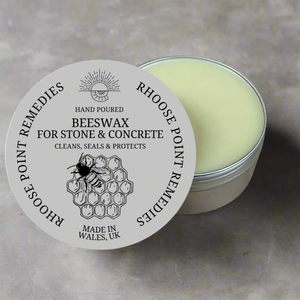 HAND POURED
BEESWAX
FOR STONE & CONCRETE
CLEANS, SEALS & PROTECTS
RHOOSE POINT REMEDIES
RHOOSE POINT REMEDIES
MADE IN
WALES, UK